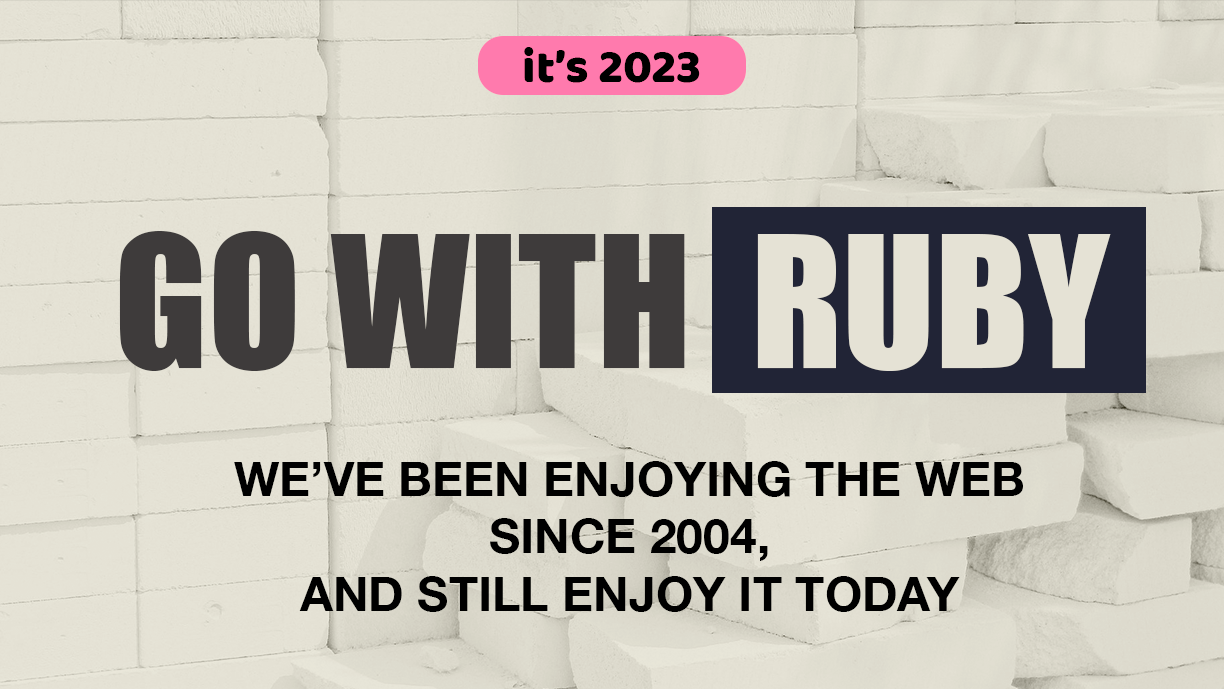 it's 2023
GO WITH RUBY
WE'VE BEEN ENJOYING THE WEB
SINCE 2004,
AND STILL ENJOY IT TODAY